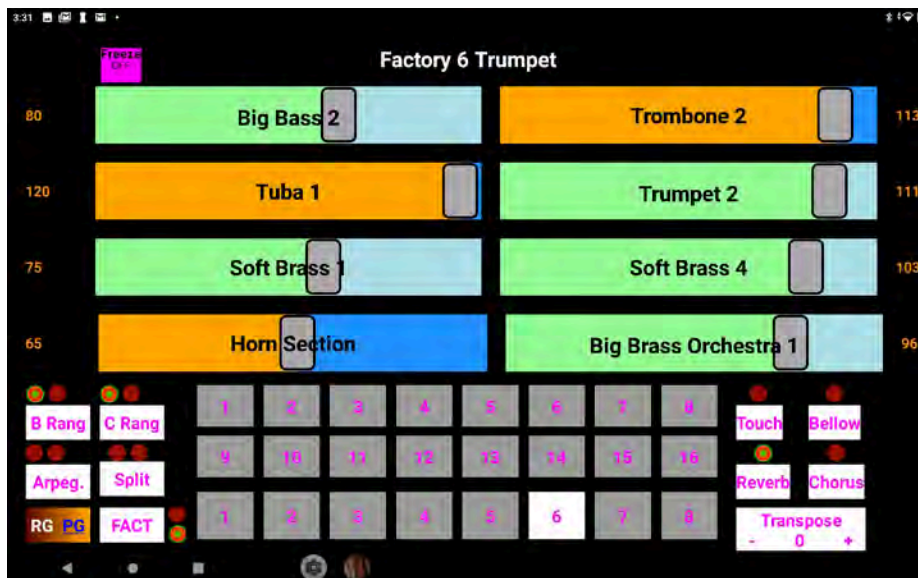 3:31
Freeze
OFF
Factory 6 Trumpet
80 Big Bass 2 Trombone 2 113
120 Tuba 1 Trumpet 2 111
75 Soft Brass 1 Soft Brass 4 103
65 Horn Section Big Brass Orchestra 1 96
B Rang C Rang 1 2 3 4 5 6 7 8 Touch Bellow
Arpeg. Split 9 10 11 12 13 14 15 16 Reverb Chorus
RG PG FACT 1 2 3 4 5 6 7 8 Transpose
- 0 +